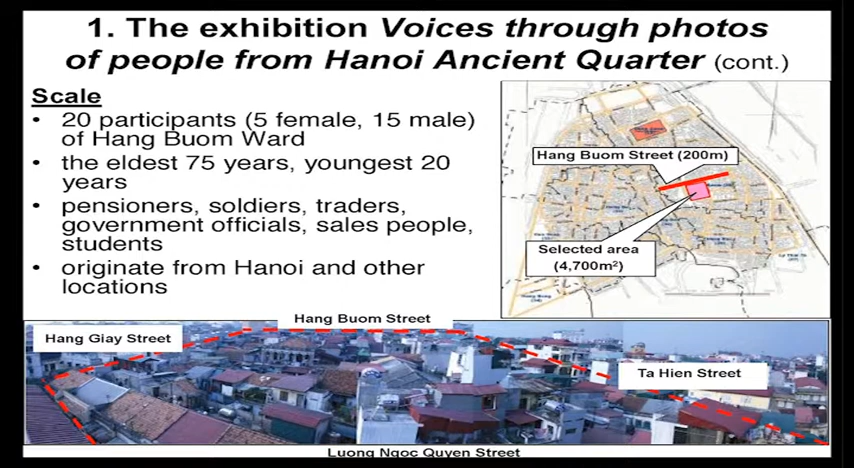 1. The exhibition Voices through photos
of people from Hanoi Ancient Quarter (cont.)
Scale
• 20 participants (5 female, 15 male)
of Hang Buom Ward
• the eldest 75 years, youngest 20
years
• pensioners, soldiers, traders,
government officials, sales people,
students
• originate from Hanoi and other
locations
Hang Buom Street (200m)
Selected area
(4,700m²)
Hang Buom Street
Hang Giay Street
Ta Hien Street
Luong Ngoc Quyen Street